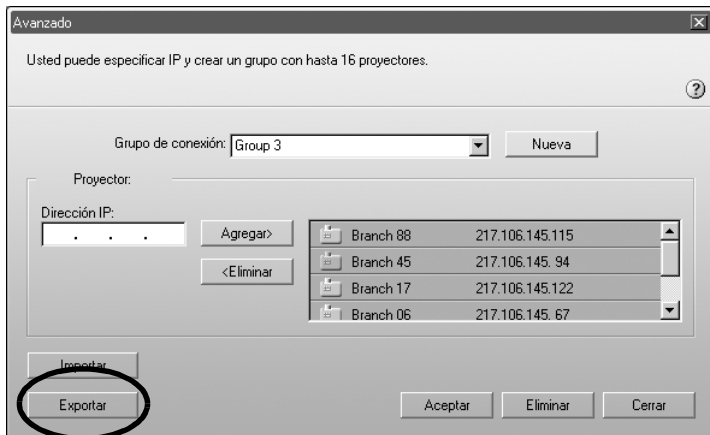 Avanzado
Usted puede especificar IP y crear un grupo con hasta 16 proyectores.
?
Grupo de conexión: Group 3 Nueva
Proyector:
Dirección IP:
. . .
Agregar>
<Eliminar
Branch 88 217.106.145.115
Branch 45 217.106.145. 94
Branch 17 217.106.145.122
Branch 06 217.106.145. 67
Importar
Exportar Aceptar Eliminar Cerrar